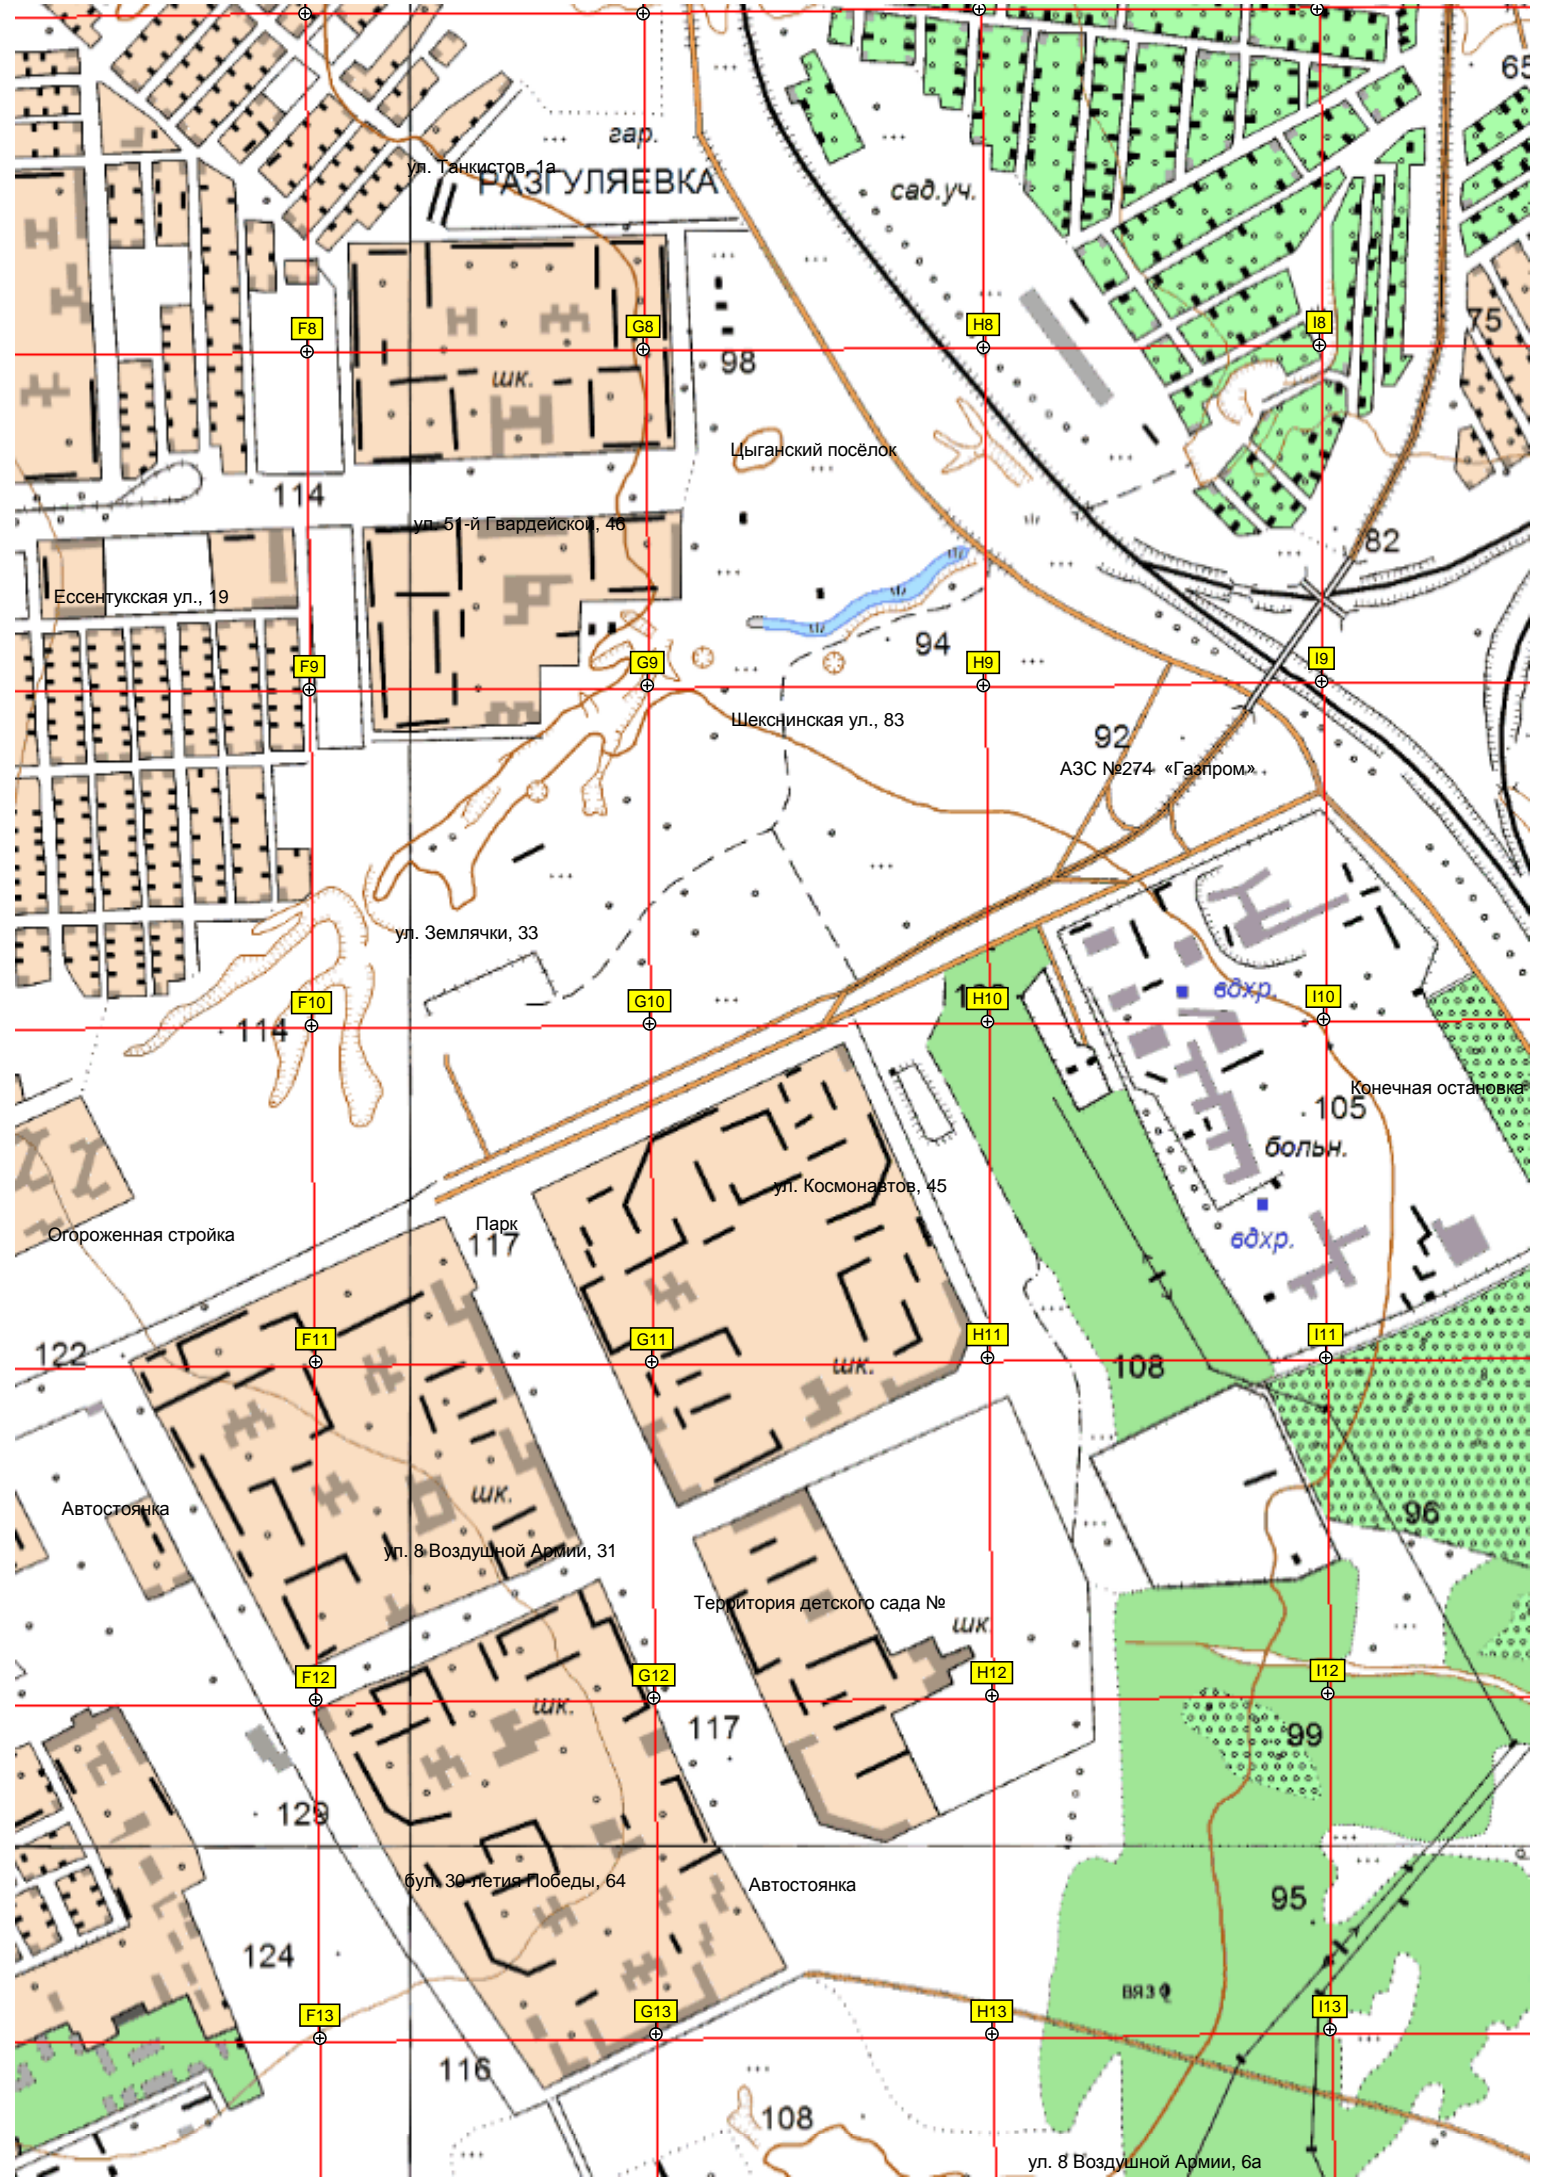 65
гар.
ул. Танкистов, 1а
РАЗГУЛЯЕВКА
сад.уч.
F8
G8
H8
I8
75
98
шк.
Цыганский посёлок
114
ул. 51-й Гвардейской, 46
82
Ессентукская ул., 19
94
F9
G9
H9
I9
Шекснинская ул., 83
92
АЗС №274 «Газпром»
ул. Землячки, 33
вдхр.
F10
G10
H10
I10
114
Конечная остановка
105
больн.
ул. Космонавтов, 45
Парк
117
Огороженная стройка
вдхр.
F11
G11
H11
I11
122
шк.
108
шк.
Автостоянка
96
ул. 8 Воздушной Армии, 31
Территория детского сада №
шк.
F12
G12
H12
I12
шк.
117
99
129
бул. 30-летия Победы, 64
Автостоянка
95
124
вяз
F13
G13
H13
I13
116
108
ул. 8 Воздушной Армии, 6а